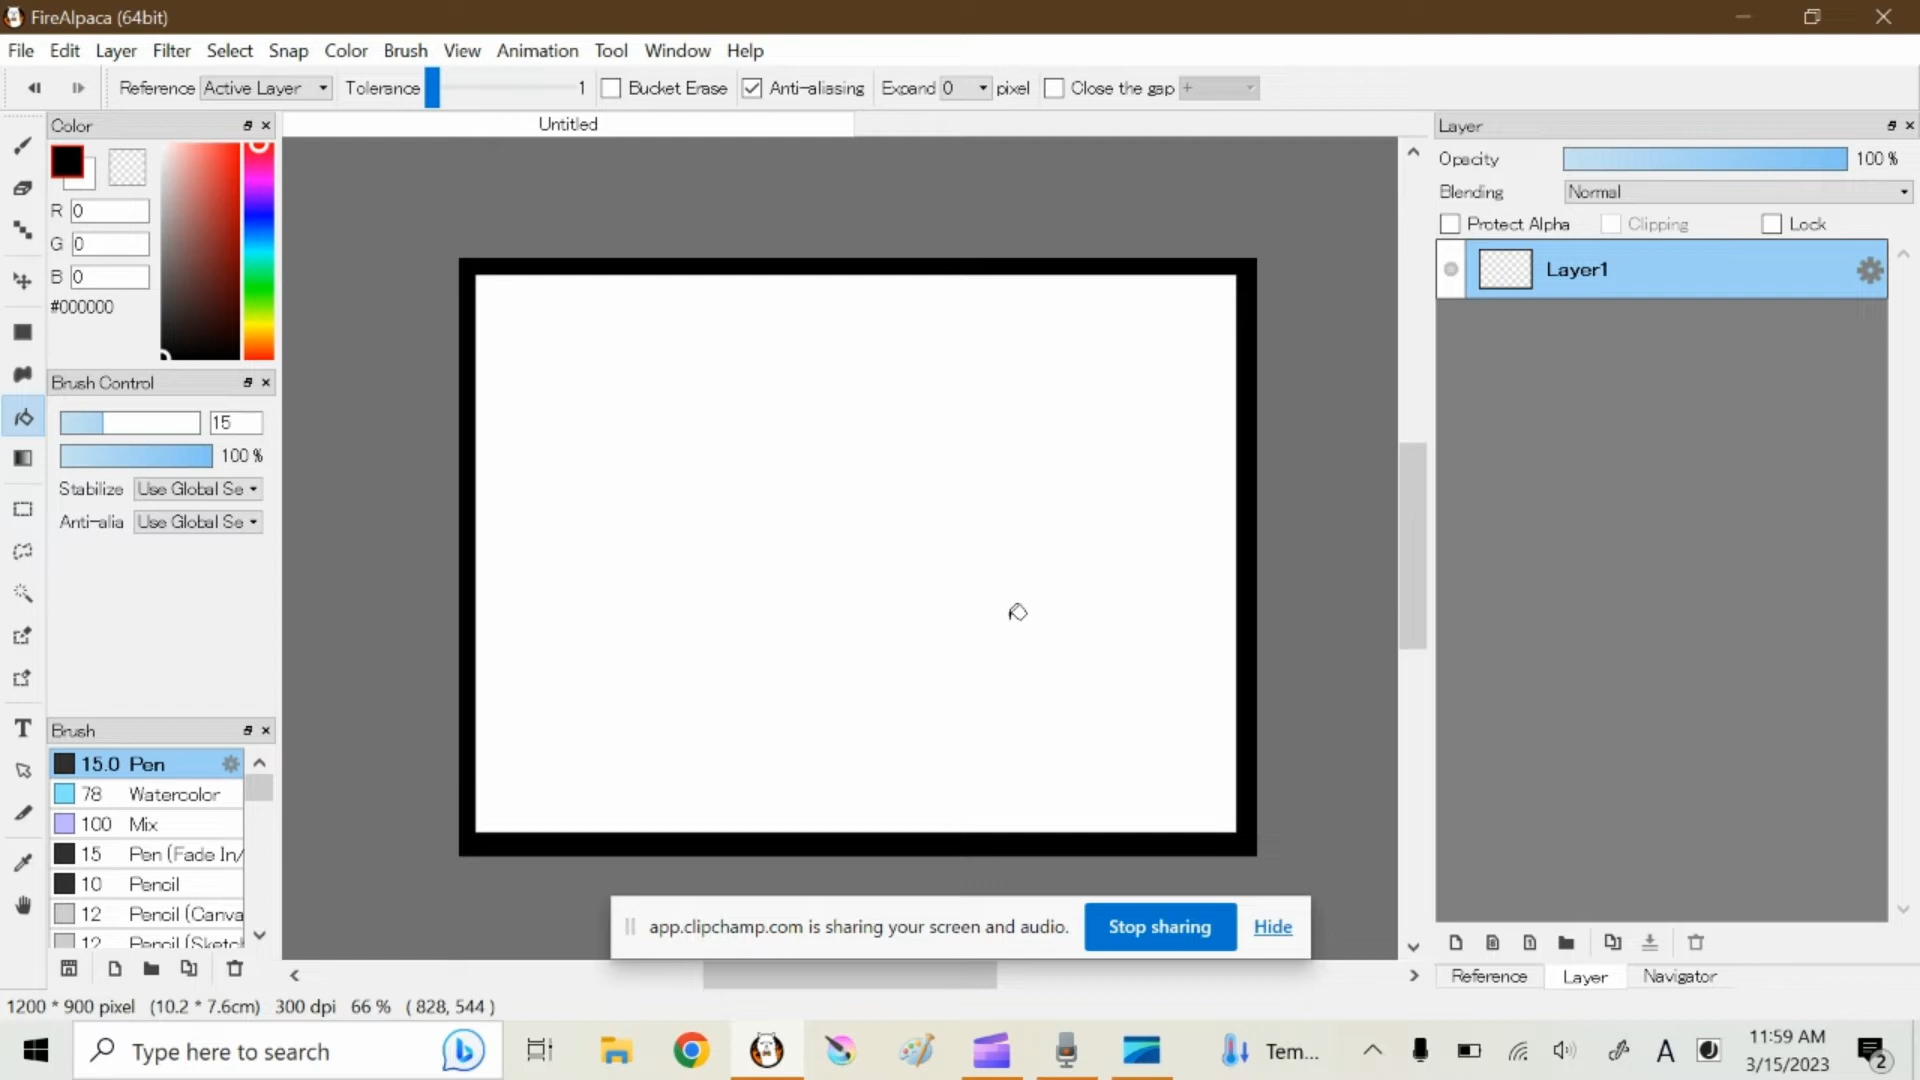 FireAlpaca (64bit)
File Edit Layer Filter Select Snap Color Brush View Animation Tool Window Help
Reference Active Layer Tolerance 1 Bucket Erase Anti-aliasing Expand 0 pixel Close the gap +
Color
Untitled
R 0
G 0
B 0
#000000
Brush Control
15
100 %
Stabilize Use Global Se
Anti-alia Use Global Se
Brush
15.0 Pen
78 Watercolor
100 Mix
15 Pen (Fade In/
10 Pencil
12 Pencil (Canva
12 Pencil (Sketch
Layer
Opacity 100 %
Blending Normal
Protect Alpha Clipping Lock
Layer1
app.clipchamp.com is sharing your screen and audio. Stop sharing Hide
Reference Layer Navigator
1200 * 900 pixel (10.2 * 7.6cm) 300 dpi 66 % ( 828, 544 )
Type here to search
Tem...
A
11:59 AM
3/15/2023
2